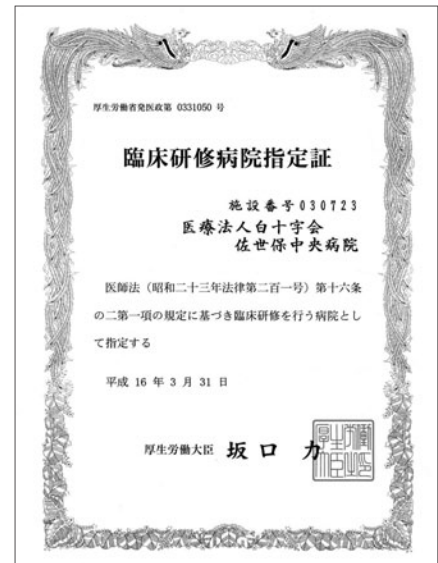 厚生労働省発医政第 0331050 号
臨床研修病院指定証
施設番号030723
医療法人白十字会
佐世保中央病院
医師法（昭和二十三年法律第二百一号）第十六条
の二第一項の規定に基づき臨床研修を行う病院とし
て指定する
平成 16 年 3 月 31 日
厚生労働大臣 坂口 力